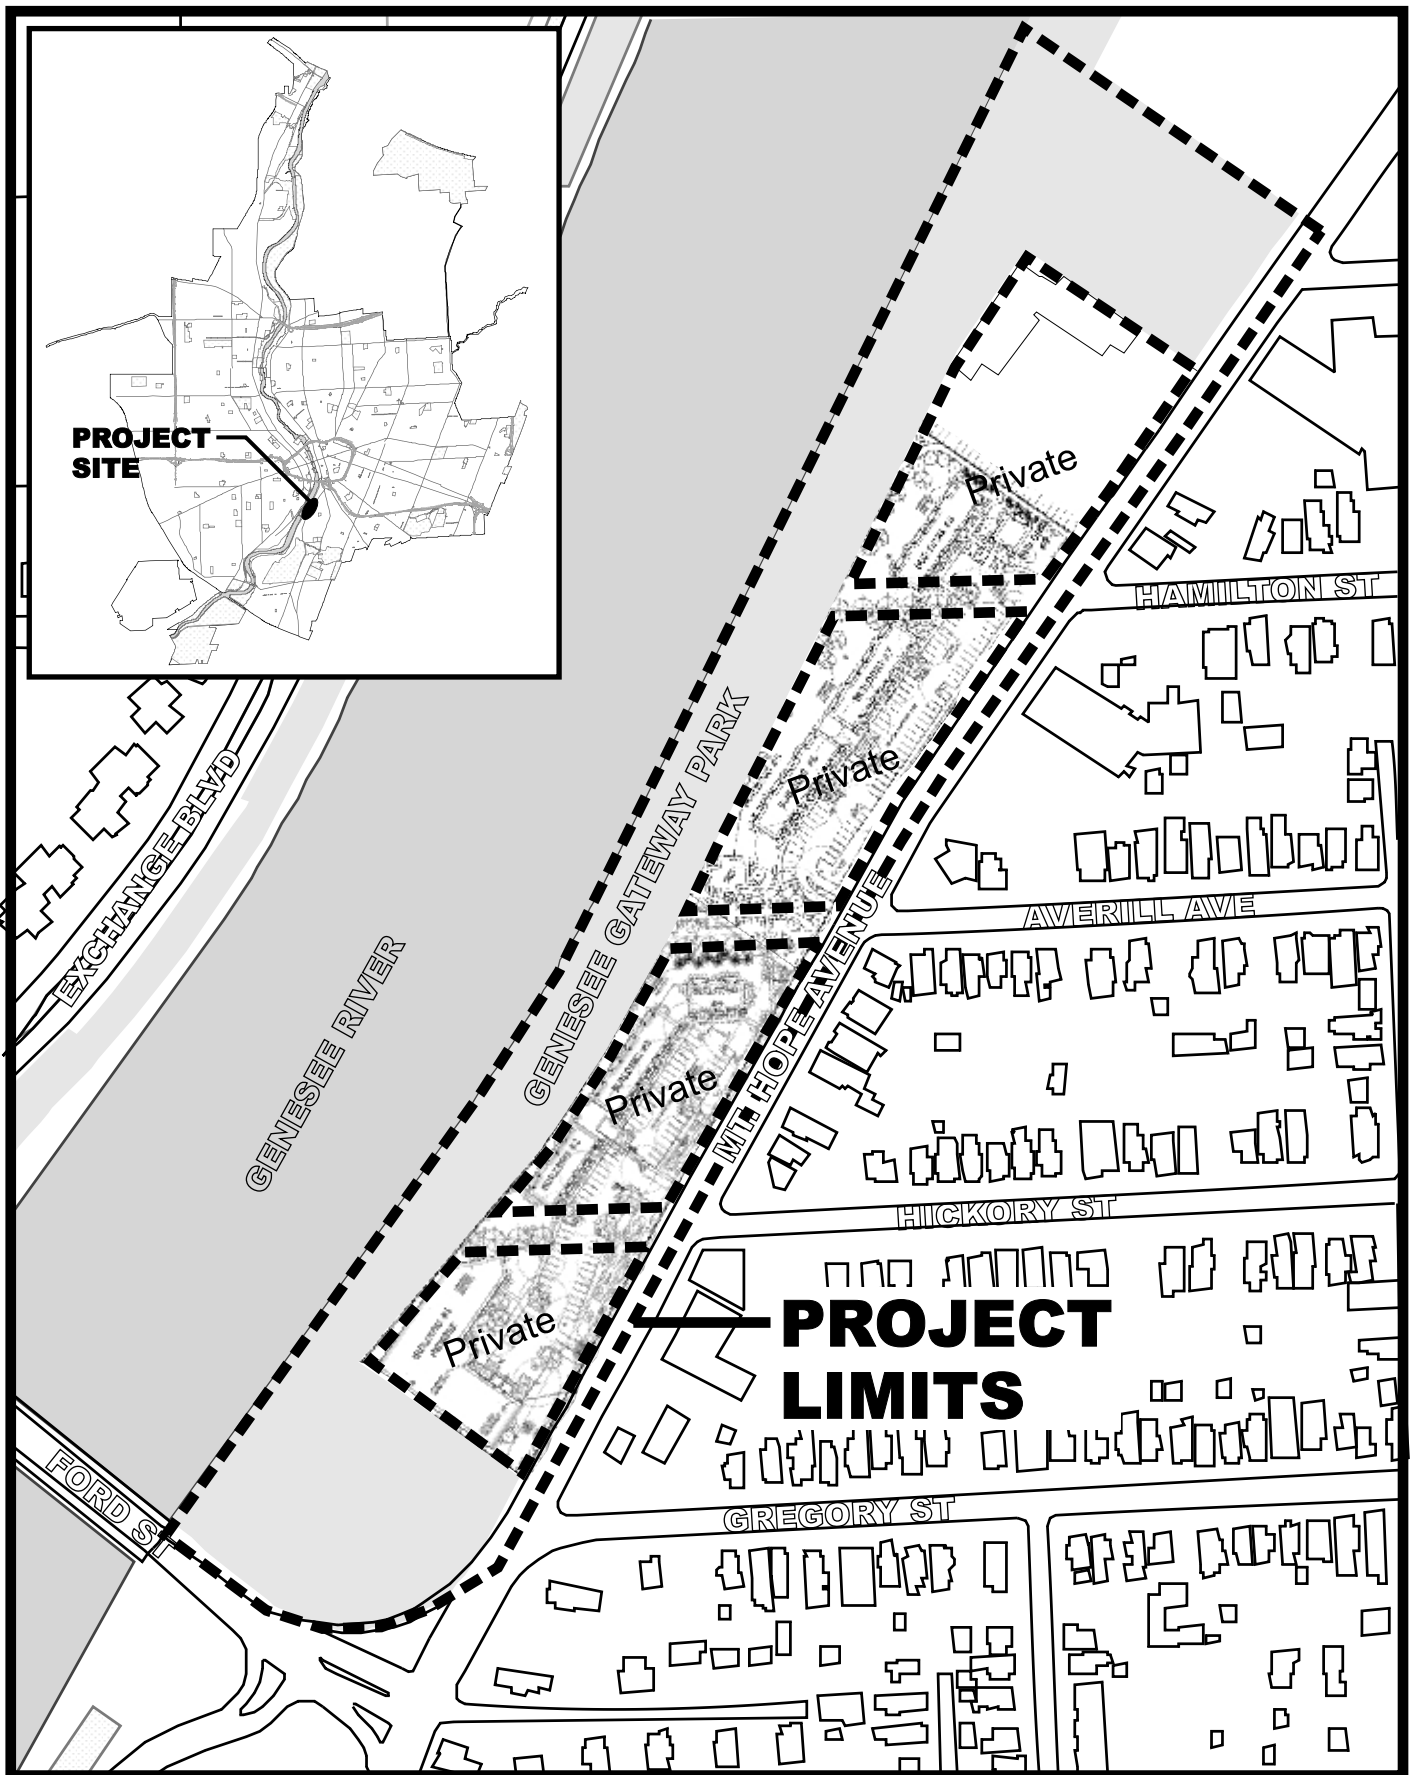 PROJECT
SITE
Private
HAMILTON ST
Private
GENESEE GATEWAY PARK
EXCHANGE BLVD
AVERILL AVE
MT. HOPE AVENUE
GENESEE RIVER
Private
HICKORY ST
Private
PROJECT
LIMITS
FORD ST
GREGORY ST